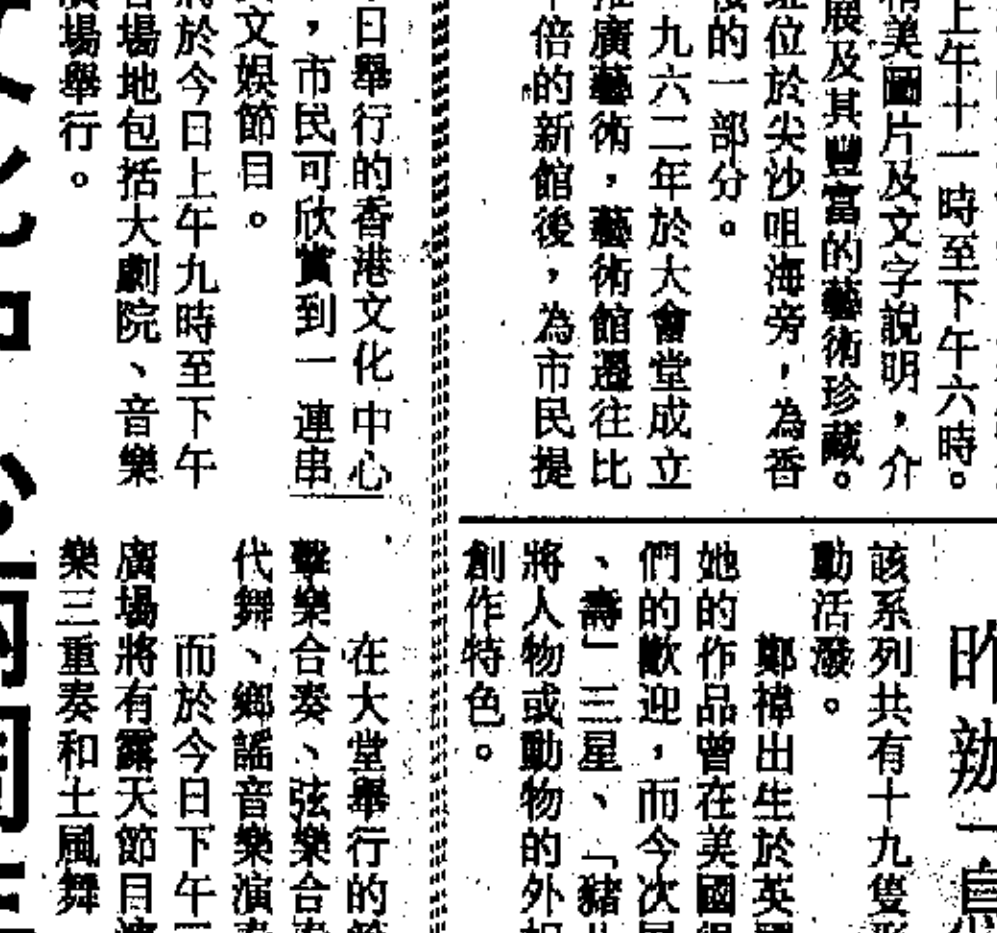 上午十一時至下午六時。
精美圖片及文字說明，介
展及其豐富的藝術珍藏。
位於尖沙咀海旁，為香
的一部分。
九六二年於大會堂成立
推廣藝術，藝術館遷往比
倍的新館後，為市民提
昨辦一
該系列共有十九隻
動活潑。
鄭禕出生於英國
她的作品曾在美國
們的歡迎，而今次
、壽」三星、「豬
將人物或動物的外
創作特色。
日舉行的香港文化中心
，市民可欣賞到一連串
文娛節目。
將於今日上午九時至下午
場地包括大劇院、音樂
廣場舉行。
在大堂舉行的
擊樂合奏、弦樂合奏
代舞、鄉謠音樂演奏
而於今日下午
廣場將有露天節目
樂三重奏和土風舞